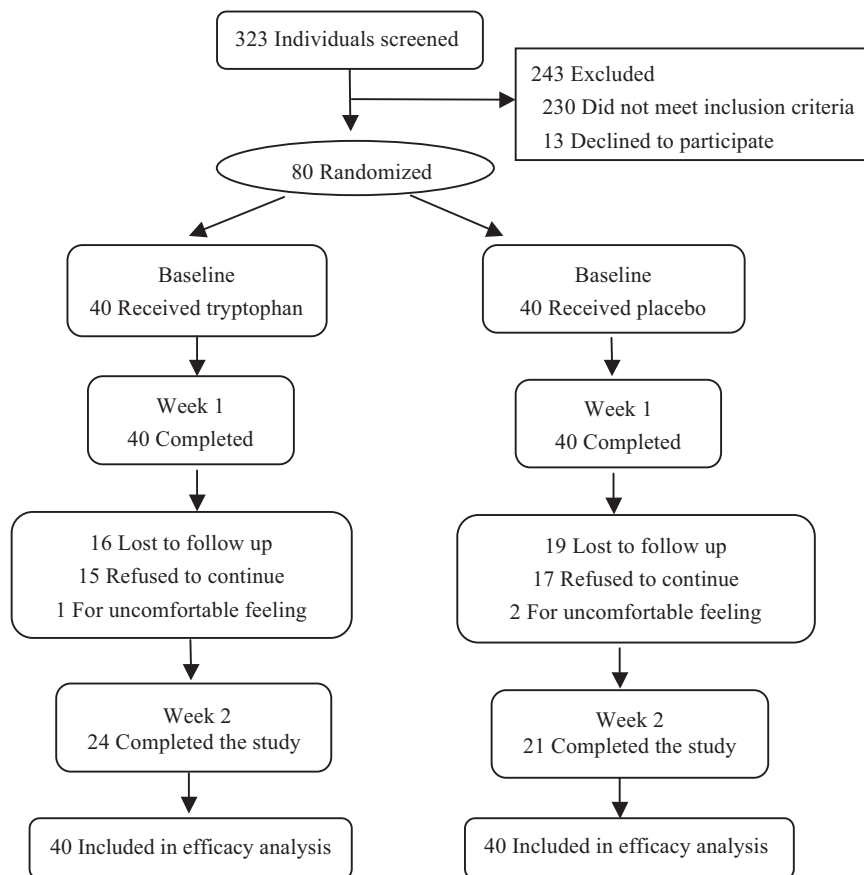 323 Individuals screened
243 Excluded
230 Did not meet inclusion criteria
13 Declined to participate
80 Randomized
Baseline
40 Received tryptophan
Baseline
40 Received placebo
Week 1
40 Completed
Week 1
40 Completed
16 Lost to follow up
15 Refused to continue
1 For uncomfortable feeling
19 Lost to follow up
17 Refused to continue
2 For uncomfortable feeling
Week 2
24 Completed the study
Week 2
21 Completed the study
40 Included in efficacy analysis
40 Included in efficacy analysis